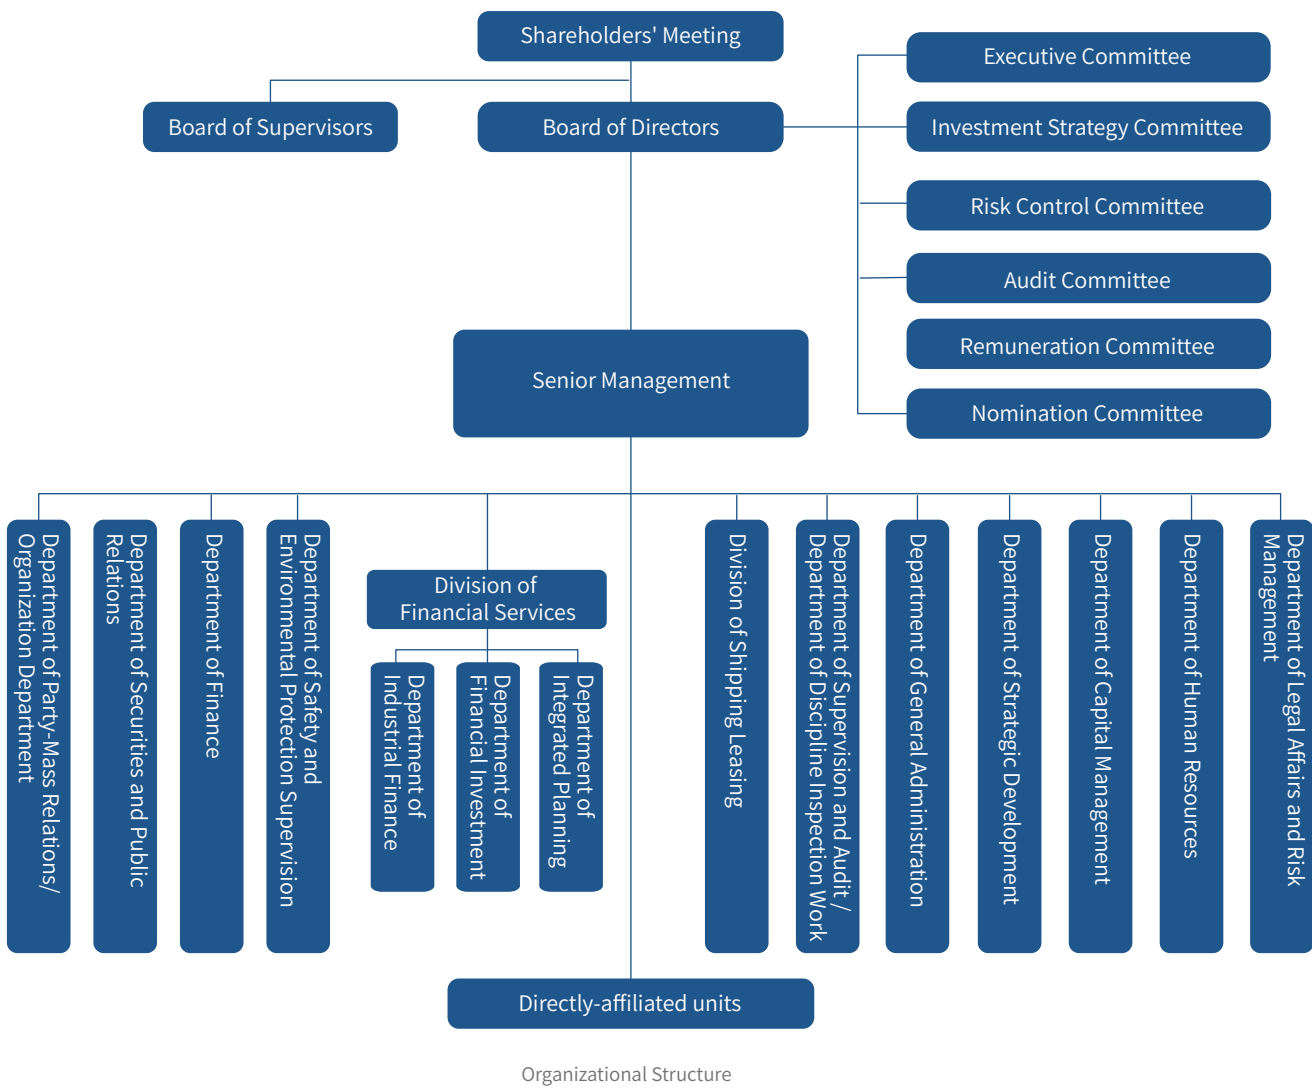 Shareholders' Meeting
Board of Supervisors
Board of Directors
Executive Committee
Investment Strategy Committee
Risk Control Committee
Audit Committee
Remuneration Committee
Nomination Committee
Senior Management
Department of Party-Mass Relations/
Organization Department
Department of Securities and Public
Relations
Department of Finance
Department of Safety and
Environmental Protection Supervision
Division of
Financial Services
Department of
Industrial Finance
Department of
Financial Investment
Department of
Integrated Planning
Division of Shipping Leasing
Department of Supervision and Audit /
Department of Discipline Inspection Work
Department of General Administration
Department of Strategic Development
Department of Capital Management
Department of Human Resources
Department of Legal Affairs and Risk
Management
Directly-affiliated units
Organizational Structure